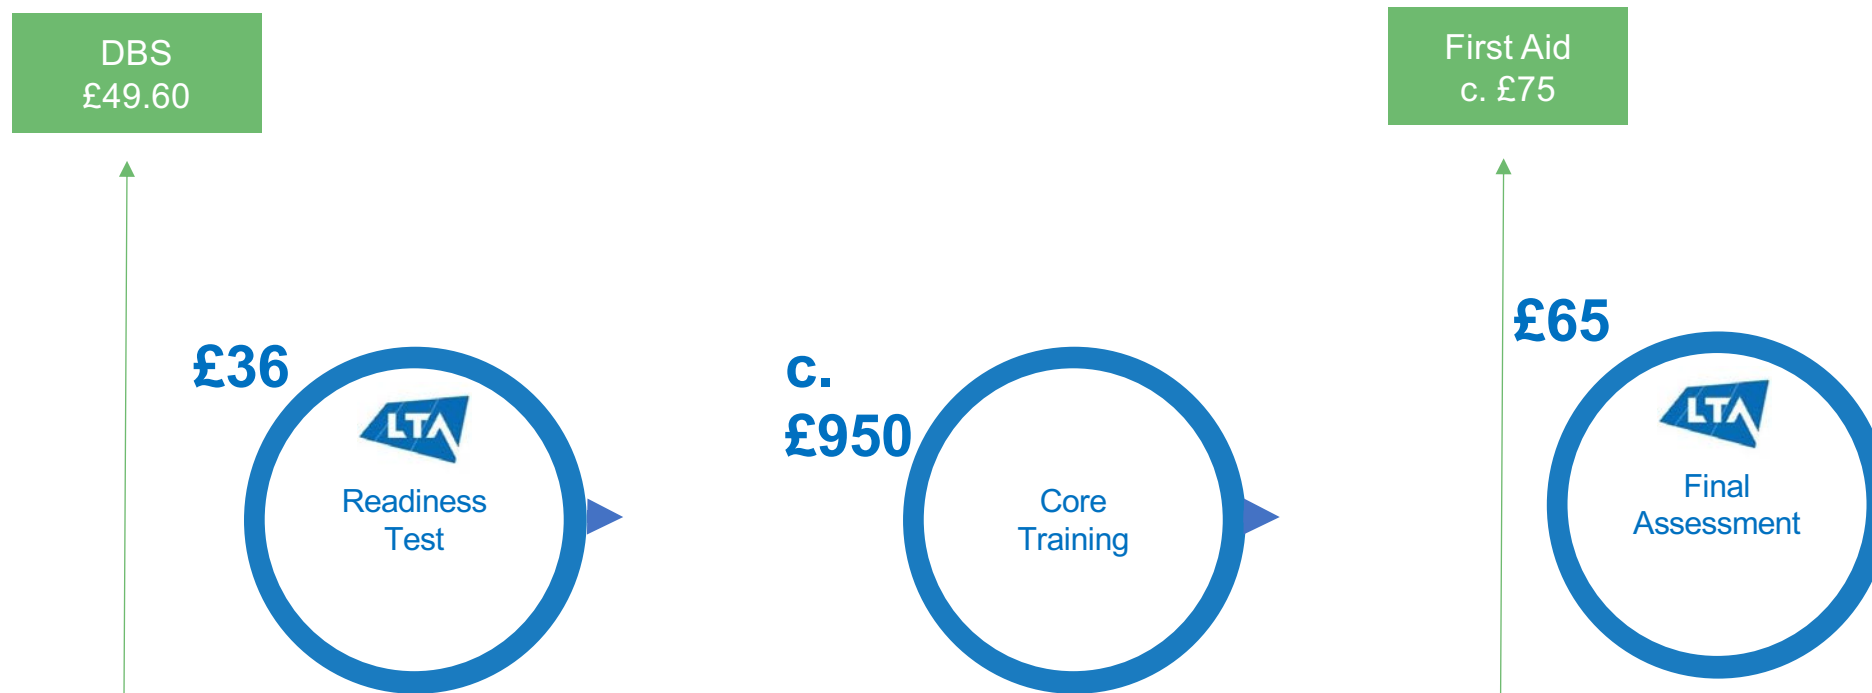 DBS
£49.60
First Aid
c. £75
£36
LTA
Readiness
Test
c.
£950
Core
Training
£65
LTA
Final
Assessment